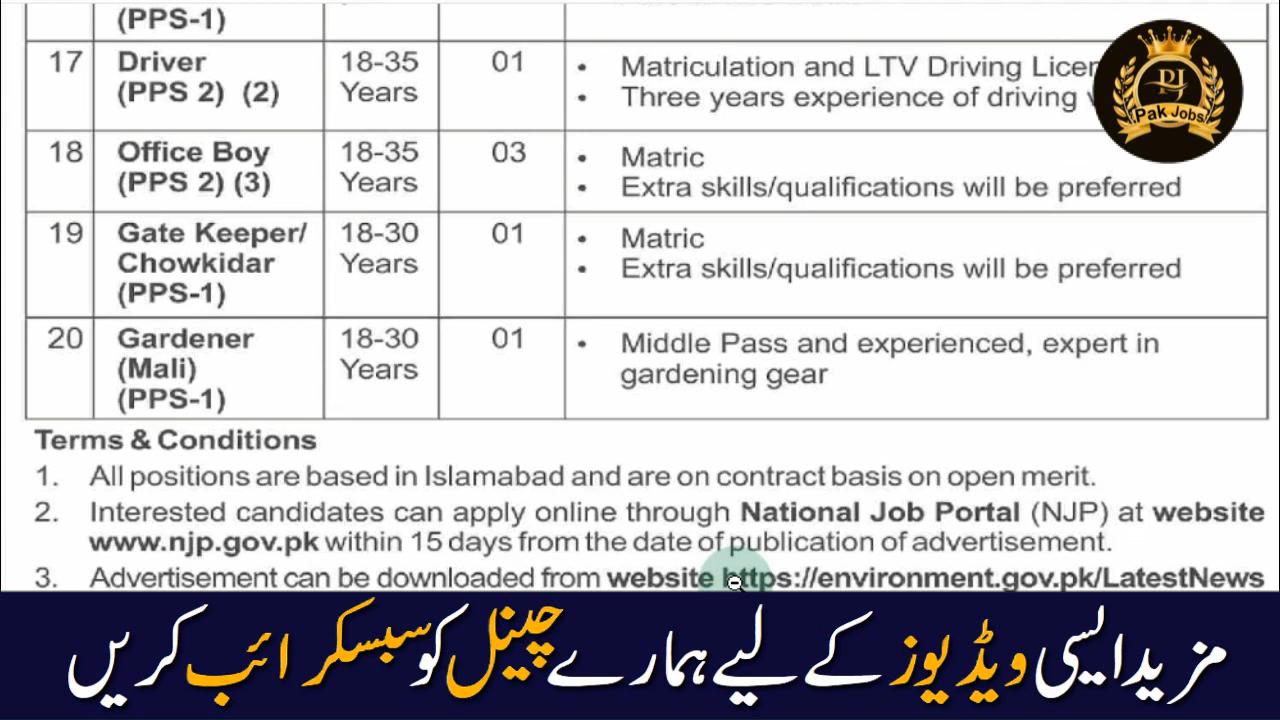 (PPS-1)
17 Driver 18-35 01 • Matriculation and LTV Driving
(PPS 2) (2) Years • Three years experience of driving
PJ
Pak Jobs
18 Office Boy 18-35 03 • Matric
(PPS 2) (3) Years • Extra skills/qualifications will be preferred
19 Gate Keeper/ 18-30 01 • Matric
Chowkidar Years • Extra skills/qualifications will be preferred
(PPS-1)
20 Gardener 18-30 01 • Middle Pass and experienced, expert in
(Mali) Years gardening gear
(PPS-1)
Terms & Conditions
1. All positions are based in Islamabad and are on contract basis on open merit.
2. Interested candidates can apply online through National Job Portal (NJP) at website
www.njp.gov.pk within 15 days from the date of publication of advertisement.
3. Advertisement can be downloaded from website https://environment.gov.pk/LatestNews
مزید ایسی ویڈیوز کے لیے ہمارے چینل کو سبسکرائب کریں